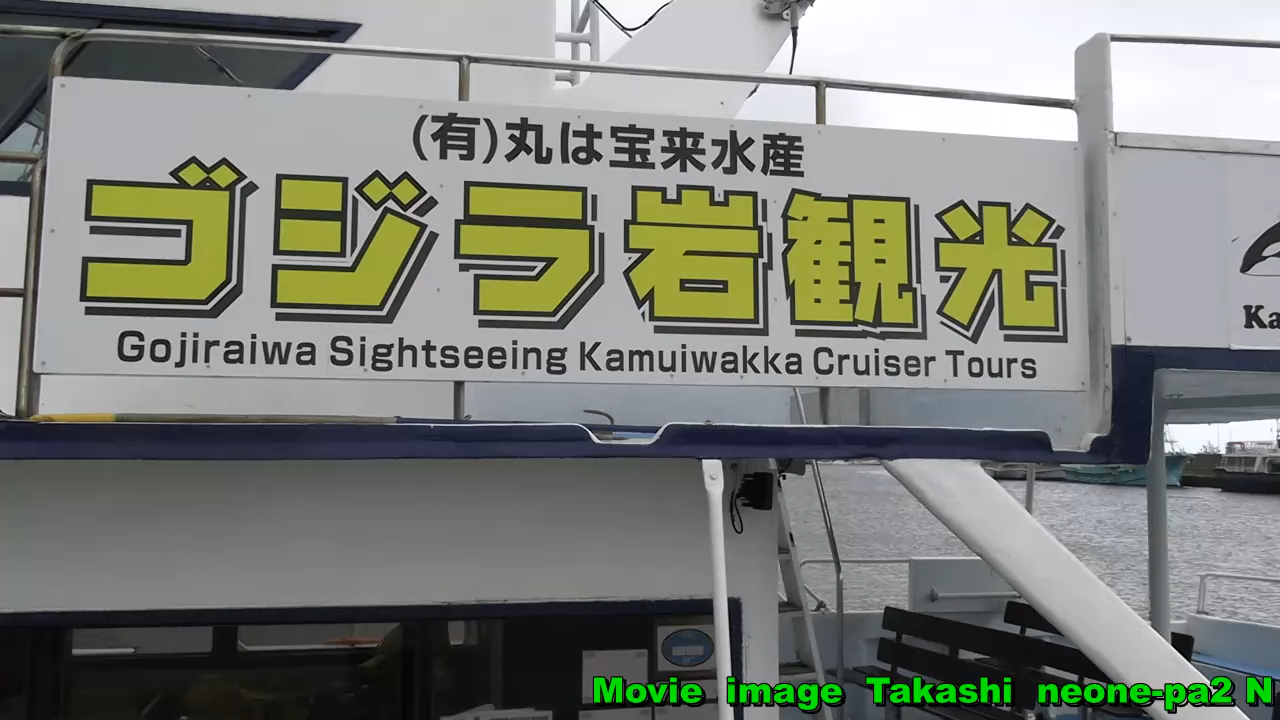 (有)丸は宝来水産
ゴジラ岩観光
Gojiraiwa Sightseeing Kamuiwakka Cruiser Tours
Ka
Movie image Takashi neone-pa2 N